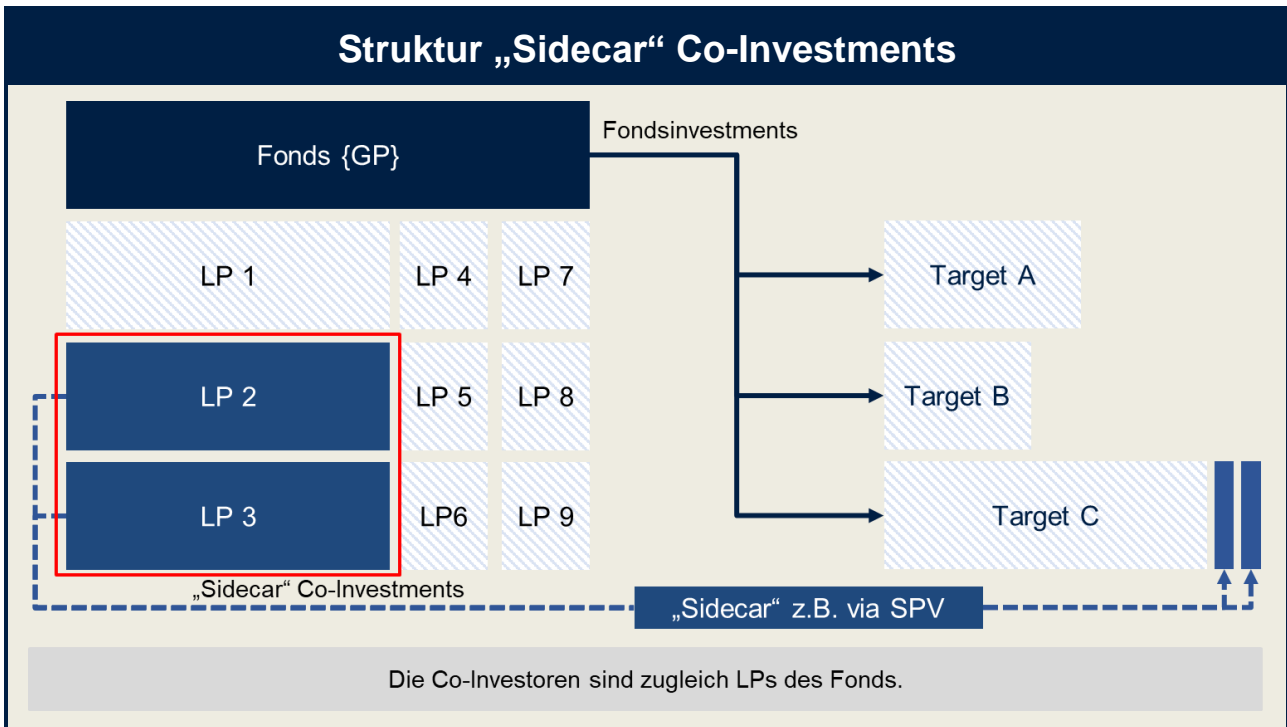 Struktur „Sidecar“ Co-Investments
Fonds {GP}
Fondsinvestments
LP 1
LP 4
LP 7
Target A
LP 2
LP 5
LP 8
Target B
LP 3
LP6
LP 9
Target C
„Sidecar“ Co-Investments
„Sidecar“ z.B. via SPV
Die Co-Investoren sind zugleich LPs des Fonds.